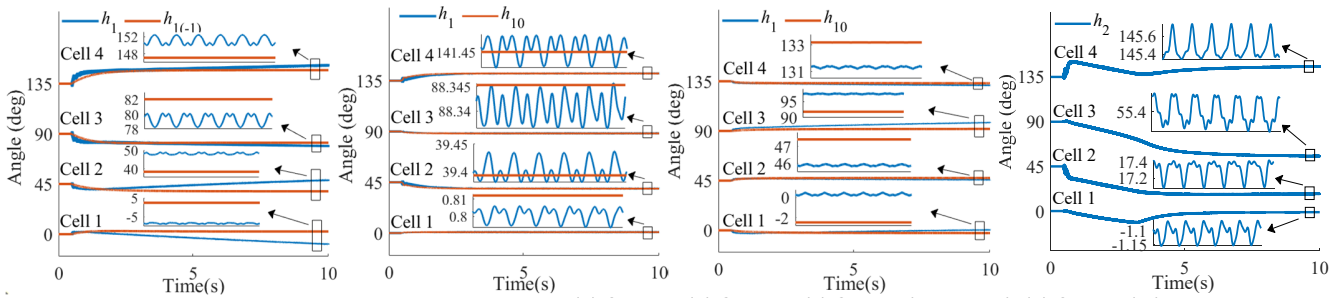 h1 h1(-1)
Cell 4
152
148
135
Cell 3
82
80
78
90
Cell 2
50
40
45
Cell 1
5
-5
0
Angle (deg)
0 5 10
Time(s)
h1 h10
Cell 4
141.45
135
Cell 3
88.345
88.34
90
Cell 2
39.45
39.4
45
Cell 1
0.81
0.8
0
Angle (deg)
0 5 10
Time(s)
h1 h10
Cell 4
133
131
135
Cell 3
95
90
90
Cell 2
47
46
45
Cell 1
0
-2
0
Angle (deg)
0 5 10
Time(s)
h2
Cell 4
145.6
145.4
135
Cell 3
55.4
90
Cell 2
17.4
17.2
45
Cell 1
-1.1
-1.15
0
Angle (deg)
0 5 10
Time(s)